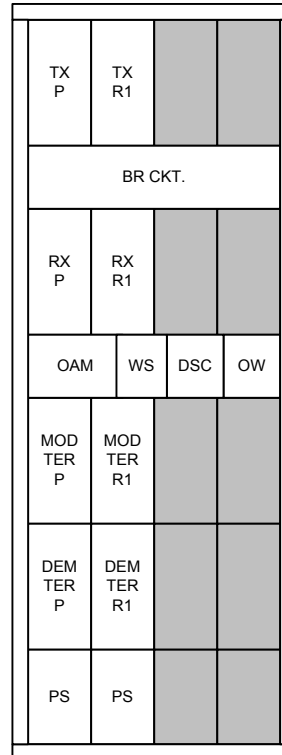 TX
P
TX
R1
BR CKT.
RX
P
RX
R1
OAM
WS
DSC
OW
MOD
TER
P
MOD
TER
R1
DEM
TER
P
DEM
TER
R1
PS
PS